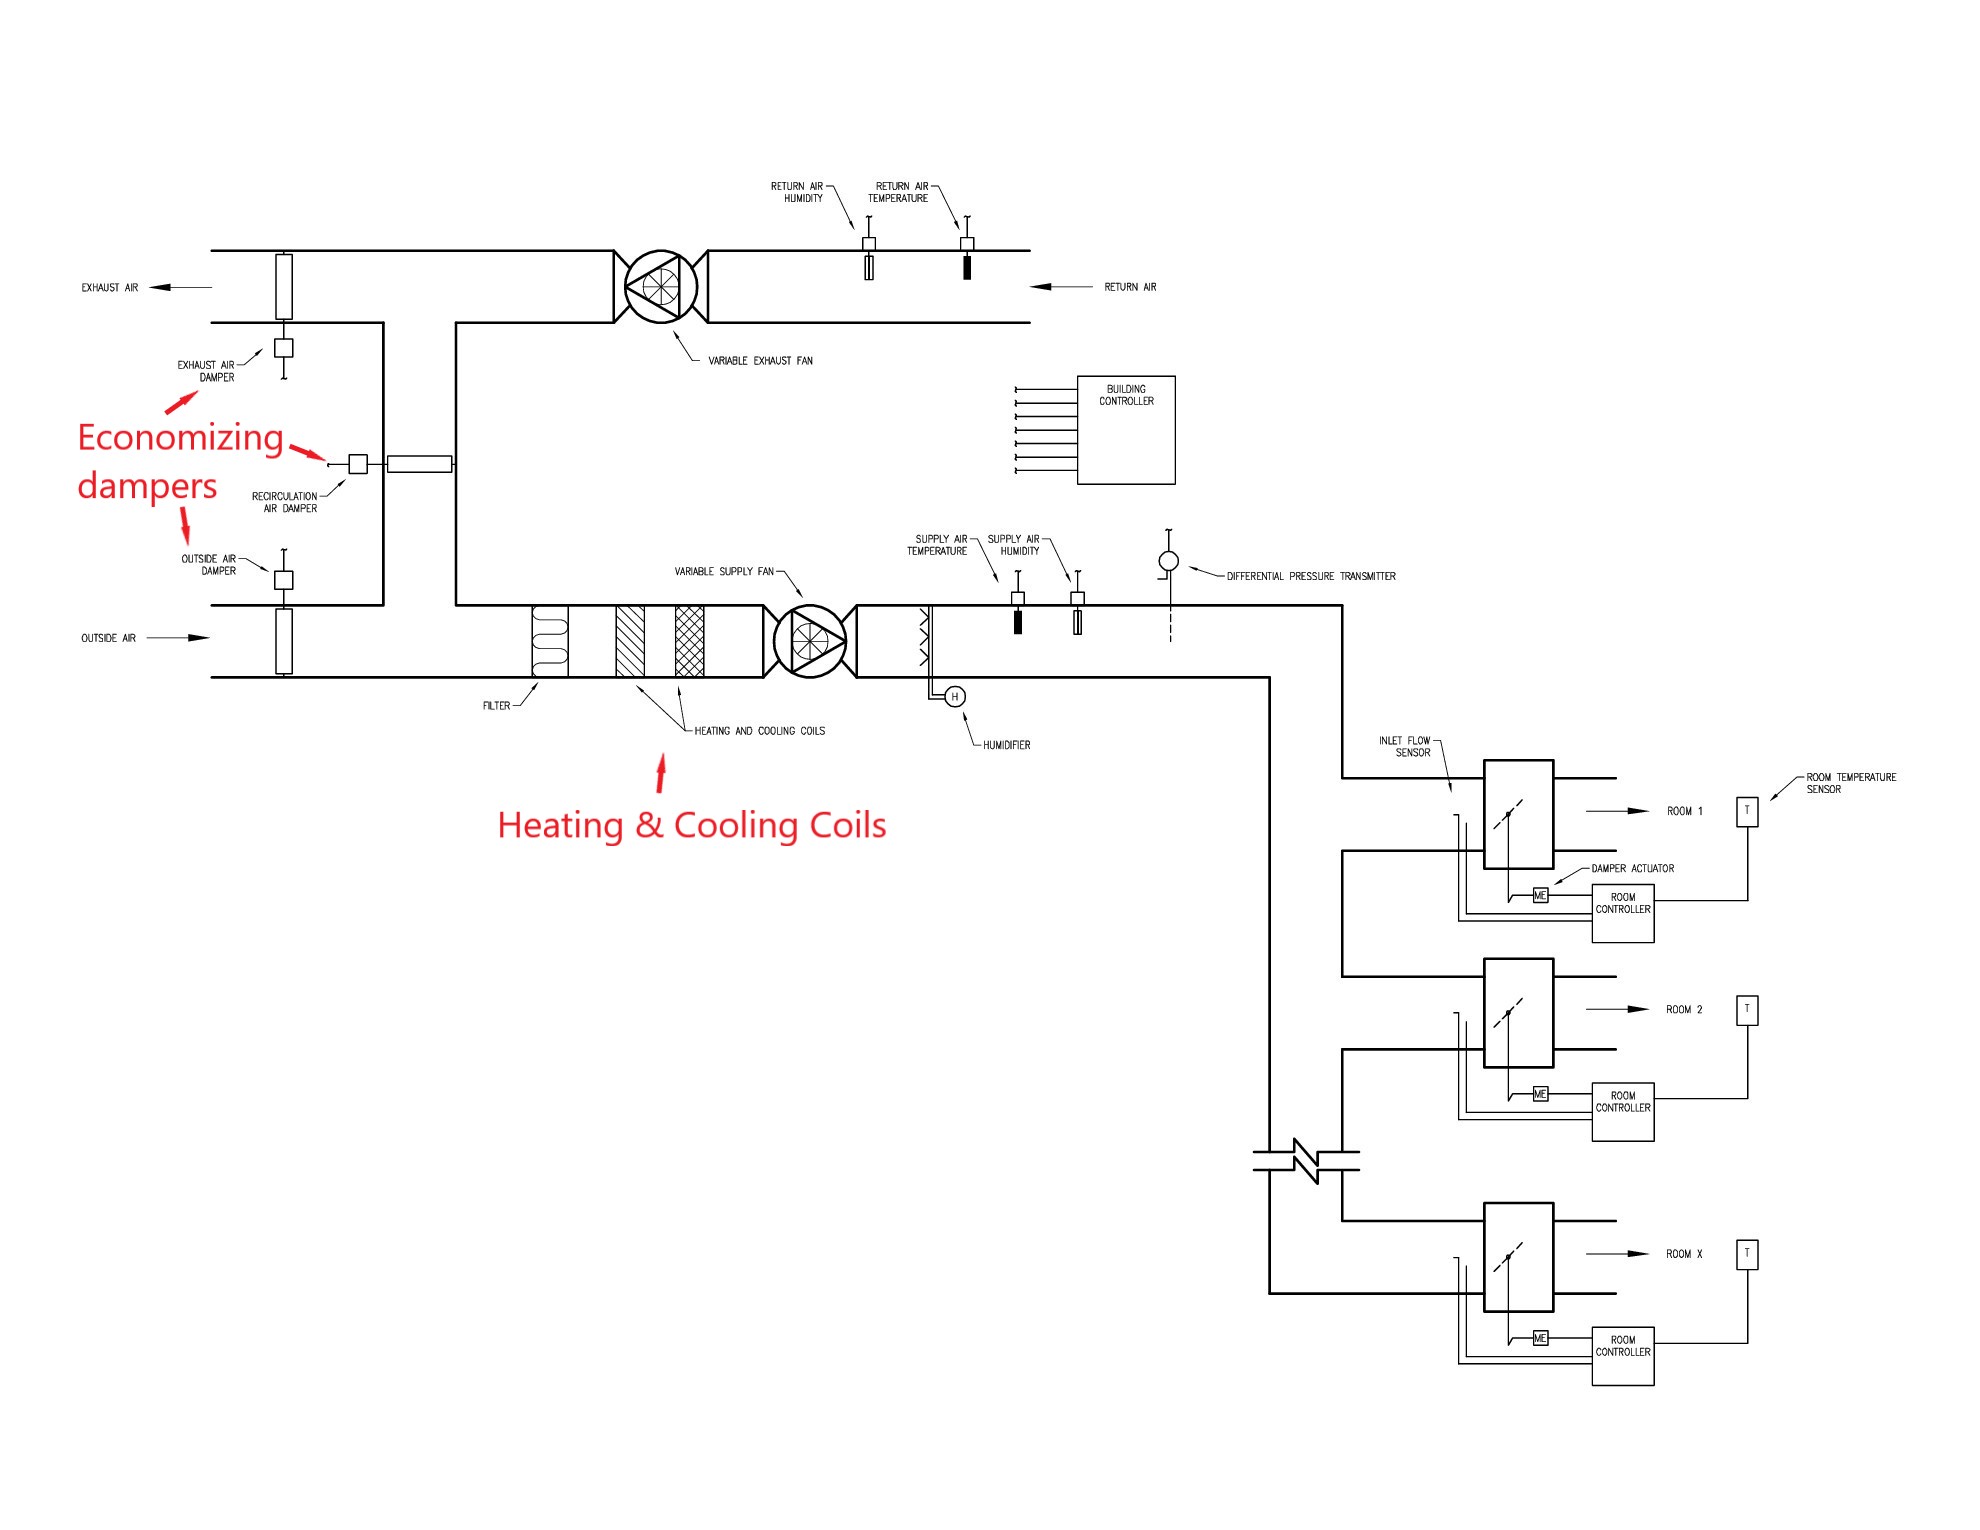 RETURN AIR
HUMIDITY
RETURN AIR
TEMPERATURE
EXHAUST AIR
RETURN AIR
EXHAUST AIR
DAMPER
VARIABLE EXHAUST FAN
BUILDING
CONTROLLER
Economizing
dampers
RECIRCULATION
AIR DAMPER
OUTSIDE AIR
DAMPER
VARIABLE SUPPLY FAN
SUPPLY AIR
TEMPERATURE
SUPPLY AIR
HUMIDITY
DIFFERENTIAL PRESSURE TRANSMITTER
OUTSIDE AIR
FILTER
HEATING AND COOLING COILS
H
HUMIDIFIER
Heating & Cooling Coils
INLET FLOW
SENSOR
ROOM TEMPERATURE
SENSOR
ROOM 1
T
DAMPER ACTUATOR
ME
ROOM
CONTROLLER
ROOM 2
T
ME
ROOM
CONTROLLER
ROOM X
T
ME
ROOM
CONTROLLER